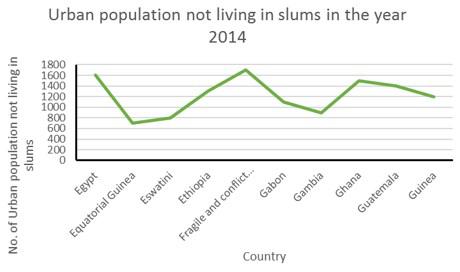 Urban population not living in slums in the year
2014
No. of Urban population not living in
slums
1800
1600
1400
1200
1000
800
600
400
200
0
Egypt
Equatorial Guinea
Eswatini
Ethiopia
Fragile and conflict...
Gabon
Gambia
Ghana
Guatemala
Guinea
Country